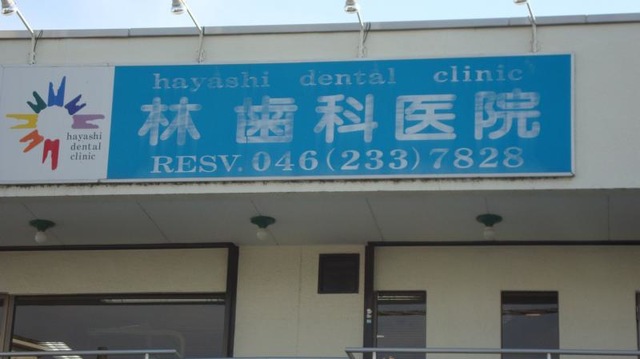 hayashi
dental
clinic
hayashi dental clinic
林歯科医院
RESV. 046(233)7828